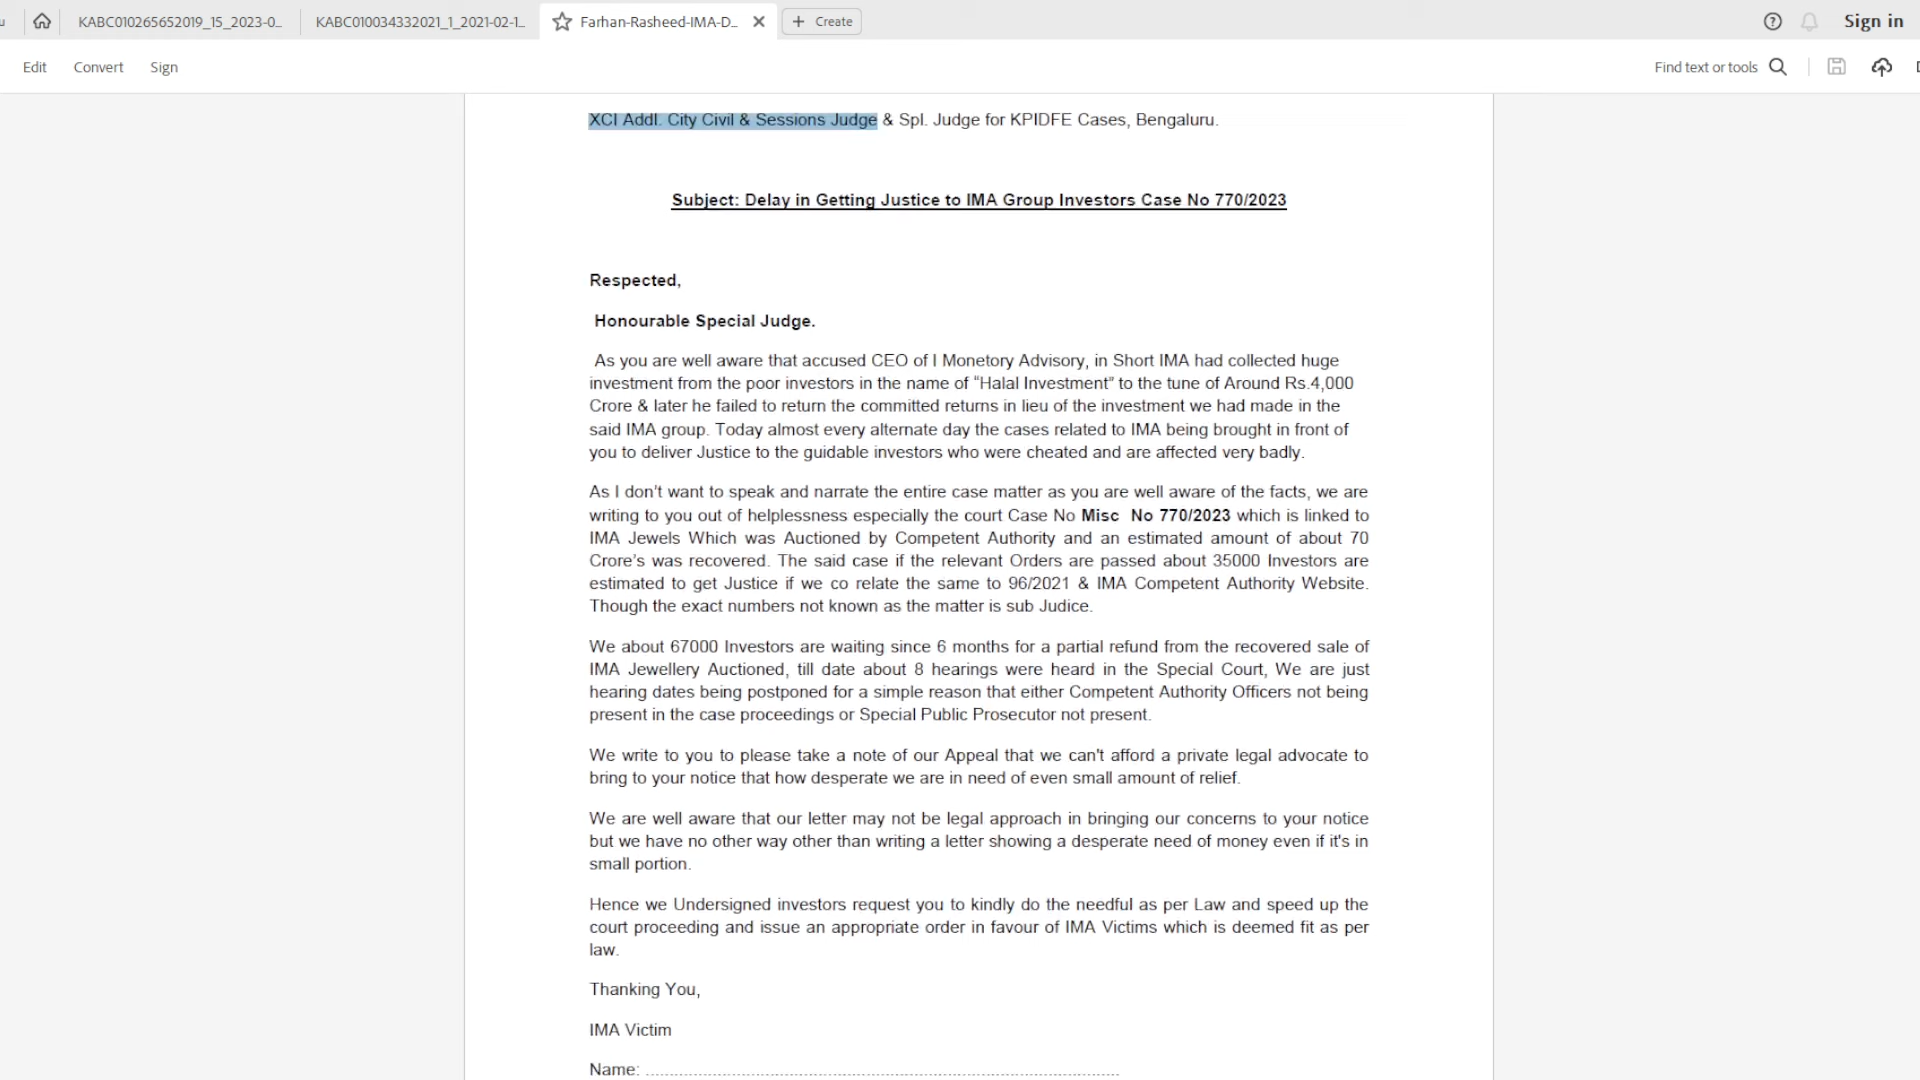 KABC010265652019_15_2023-0...
KABC010034332021_1_2021-02-1...
Farhan-Rasheed-IMA-D...
Create
Sign in
Edit Convert Sign
Find text or tools
XCI Addl. City Civil & Sessions Judge & Spl. Judge for KPIDFE Cases, Bengaluru.
Subject: Delay in Getting Justice to IMA Group Investors Case No 770/2023
Respected,
Honourable Special Judge.
As you are well aware that accused CEO of I Monetory Advisory, in Short IMA had collected huge
investment from the poor investors in the name of “Halal Investment” to the tune of Around Rs.4,000
Crore & later he failed to return the committed returns in lieu of the investment we had made in the
said IMA group. Today almost every alternate day the cases related to IMA being brought in front of
you to deliver Justice to the guidable investors who were cheated and are affected very badly.
As I don’t want to speak and narrate the entire case matter as you are well aware of the facts, we are
writing to you out of helplessness especially the court Case No Misc No 770/2023 which is linked to
IMA Jewels Which was Auctioned by Competent Authority and an estimated amount of about 70
Crore’s was recovered. The said case if the relevant Orders are passed about 35000 Investors are
estimated to get Justice if we co relate the same to 96/2021 & IMA Competent Authority Website.
Though the exact numbers not known as the matter is sub Judice.
We about 67000 Investors are waiting since 6 months for a partial refund from the recovered sale of
IMA Jewellery Auctioned, till date about 8 hearings were heard in the Special Court, We are just
hearing dates being postponed for a simple reason that either Competent Authority Officers not being
present in the case proceedings or Special Public Prosecutor not present.
We write to you to please take a note of our Appeal that we can't afford a private legal advocate to
bring to your notice that how desperate we are in need of even small amount of relief.
We are well aware that our letter may not be legal approach in bringing our concerns to your notice
but we have no other way other than writing a letter showing a desperate need of money even if it's in
small portion.
Hence we Undersigned investors request you to kindly do the needful as per Law and speed up the
court proceeding and issue an appropriate order in favour of IMA Victims which is deemed fit as per
law.
Thanking You,
IMA Victim
Name: ................................................................................